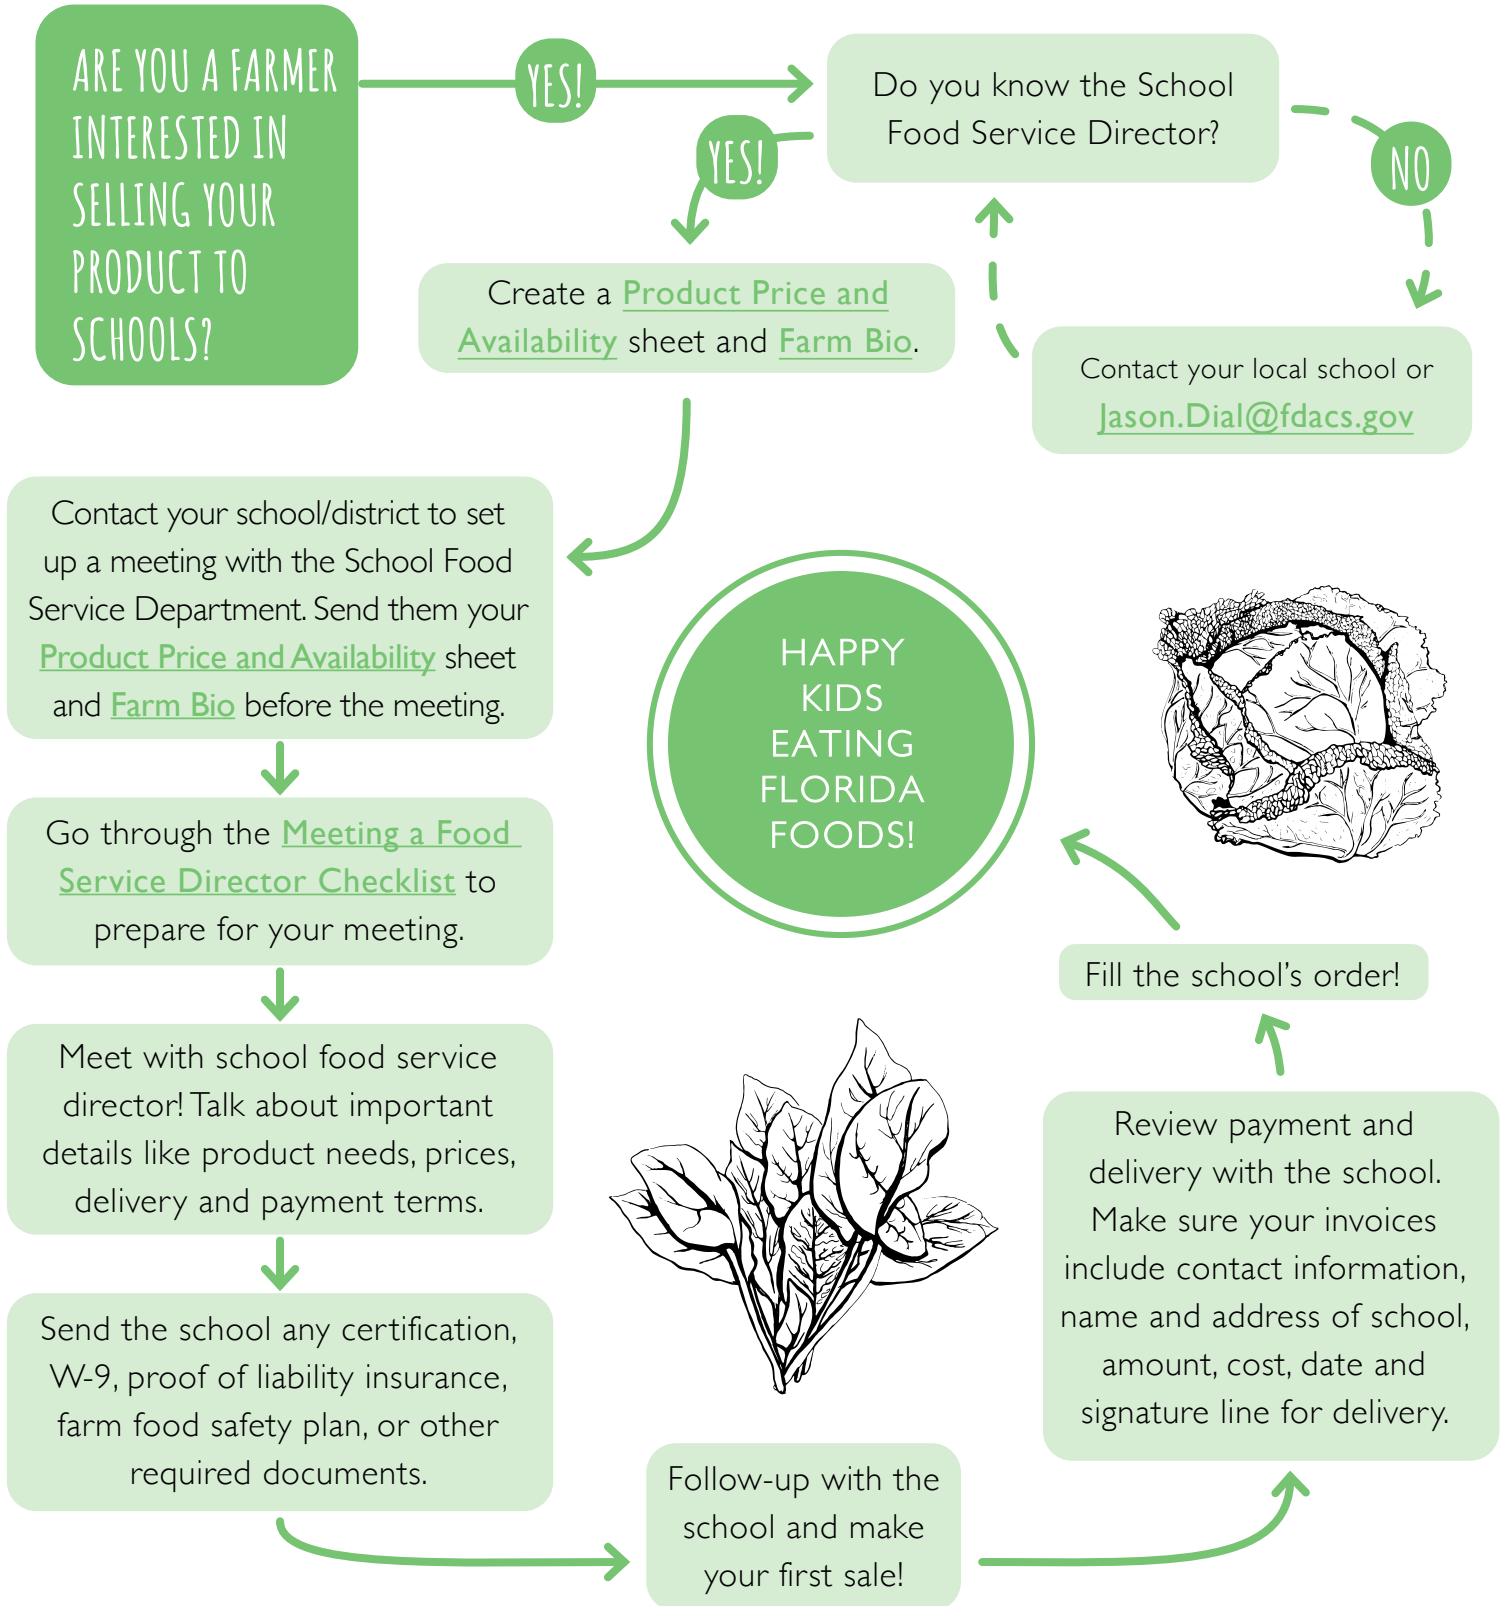 ARE YOU A FARMER
INTERESTED IN
SELLING YOUR
PRODUCT TO
SCHOOLS?
YES!
Do you know the School
Food Service Director?
YES!
NO
Create a Product Price and
Availability sheet and Farm Bio.
Contact your local school or
Jason.Dial@fdacs.gov
Contact your school/district to set
up a meeting with the School Food
Service Department. Send them your
Product Price and Availability sheet
and Farm Bio before the meeting.
Go through the Meeting a Food
Service Director Checklist to
prepare for your meeting.
Meet with school food service
director! Talk about important
details like product needs, prices,
delivery and payment terms.
Send the school any certification,
W-9, proof of liability insurance,
farm food safety plan, or other
required documents.
Follow-up with the
school and make
your first sale!
Review payment and
delivery with the school.
Make sure your invoices
include contact information,
name and address of school,
amount, cost, date and
signature line for delivery.
Fill the school’s order!
HAPPY
KIDS
EATING
FLORIDA
FOODS!